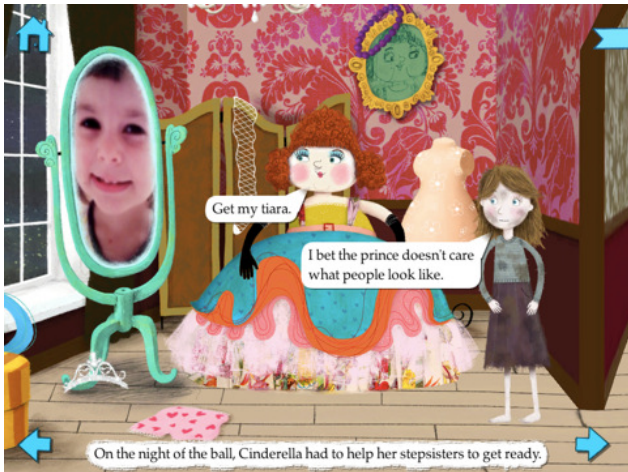 Get my tiara.
I bet the prince doesn't care
what people look like.
On the night of the ball, Cinderella had to help her stepsisters to get ready.